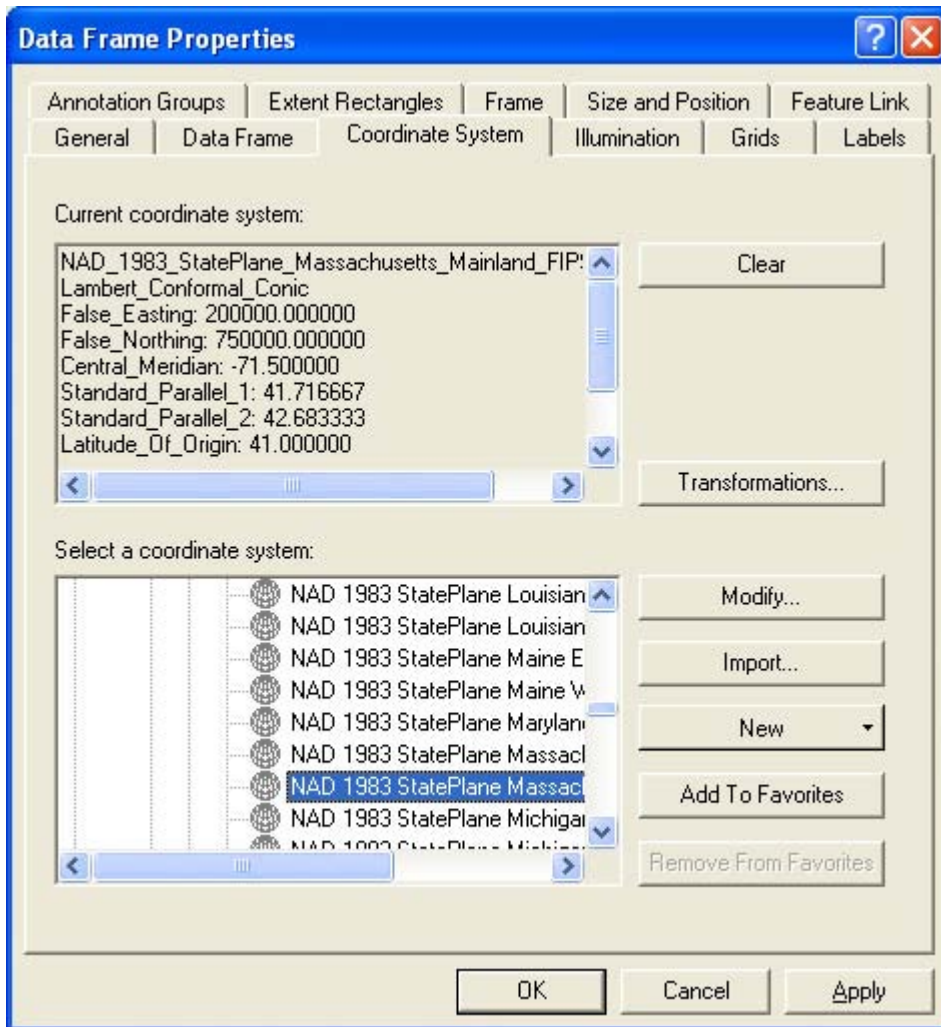 Data Frame Properties
Annotation Groups Extent Rectangles Frame Size and Position Feature Link
General Data Frame Coordinate System Illumination Grids Labels
Current coordinate system:
NAD_1983_StatePlane_Massachusetts_Mainland_FIPS
Lambert_Conformal_Conic
False_Easting: 200000.000000
False_Northing: 750000.000000
Central_Meridian: -71.500000
Standard_Parallel_1: 41.716667
Standard_Parallel_2: 42.683333
Latitude_Of_Origin: 41.000000
Clear
Transformations...
Select a coordinate system:
NAD 1983 StatePlane Louisian
NAD 1983 StatePlane Louisian
NAD 1983 StatePlane Maine E
NAD 1983 StatePlane Maine W
NAD 1983 StatePlane Marylan
NAD 1983 StatePlane Massach
NAD 1983 StatePlane Massach
NAD 1983 StatePlane Michigan
Modify...
Import...
New
Add To Favorites
Remove From Favorites
OK Cancel Apply